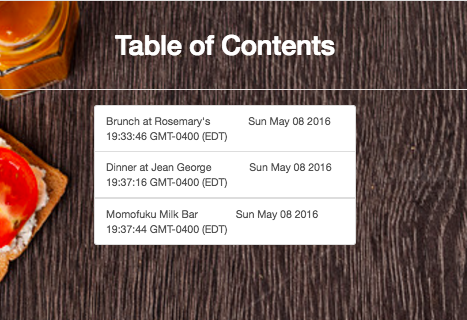 Table of Contents
Brunch at Rosemary's Sun May 08 2016
19:33:46 GMT-0400 (EDT)
Dinner at Jean George Sun May 08 2016
19:37:16 GMT-0400 (EDT)
Momofuku Milk Bar Sun May 08 2016
19:37:44 GMT-0400 (EDT)